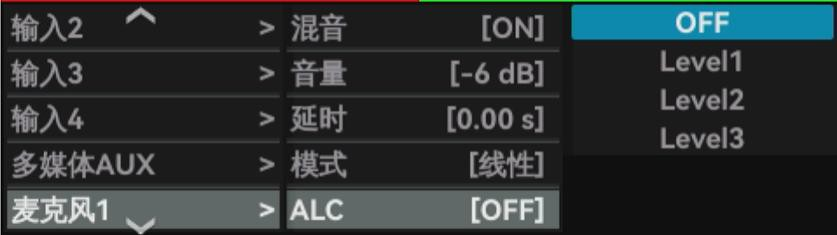 输入2 > 混音 [ON] OFF
输入3 > 音量 [-6 dB] Level1
输入4 > 延时 [0.00 s] Level2
多媒体AUX > 模式 [线性] Level3
麦克风1 > ALC [OFF]